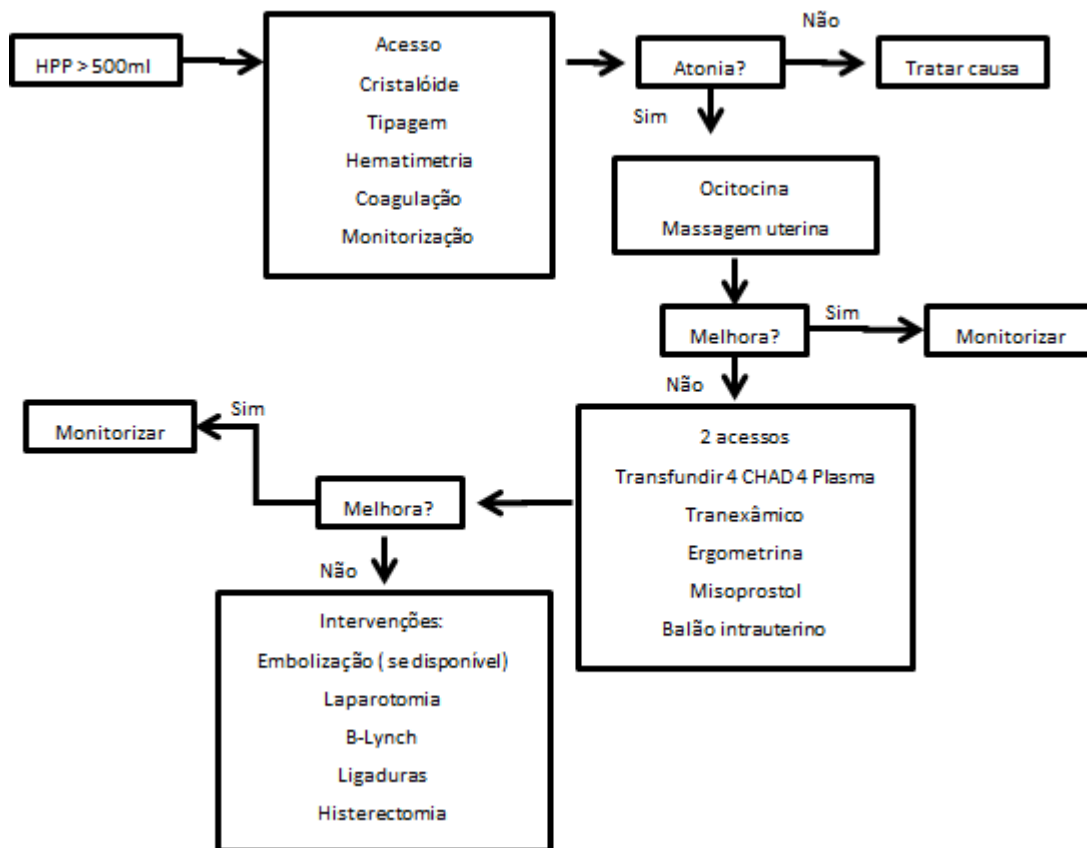 HPP > 500ml
Acesso
Cristalóide
Tipagem
Hematimetria
Coagulação
Monitorização
Atonia?
Não
Tratar causa
Sim
Ocitocina
Massagem uterina
Melhora?
Sim
Monitorizar
Não
2 acessos
Transfundir 4 CHAD 4 Plasma
Tranexâmico
Ergometrina
Misoprostol
Balão intrauterino
Melhora?
Sim
Monitorizar
Não
Intervenções:
Embolização ( se disponível)
Laparotomia
B-Lynch
Ligaduras
Histerectomia